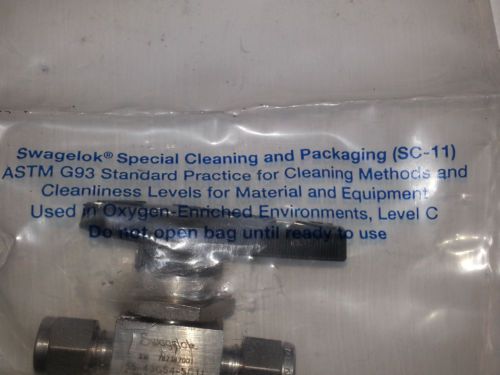 Swagelok® Special Cleaning and Packaging (SC-11)
ASTM G93 Standard Practice for Cleaning Methods and
Cleanliness Levels for Material and Equipment
Used in Oxygen-Enriched Environments, Level C
Do not open bag until ready to use
Swagelok